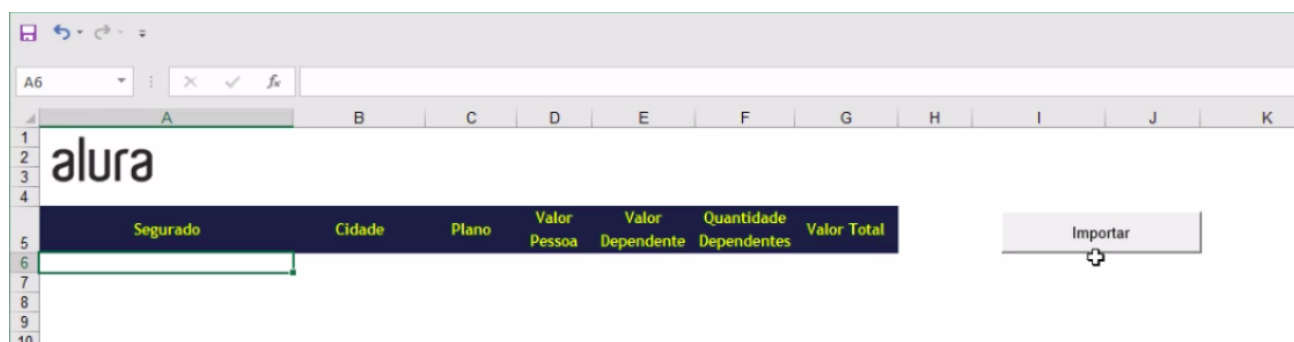 A6
fx
A B C D E F G H I J K
1
alura
2
3
4
Segurado Cidade Plano Valor Pessoa Valor Dependente Quantidade Dependentes Valor Total Importar
5
6
7
8
9
10